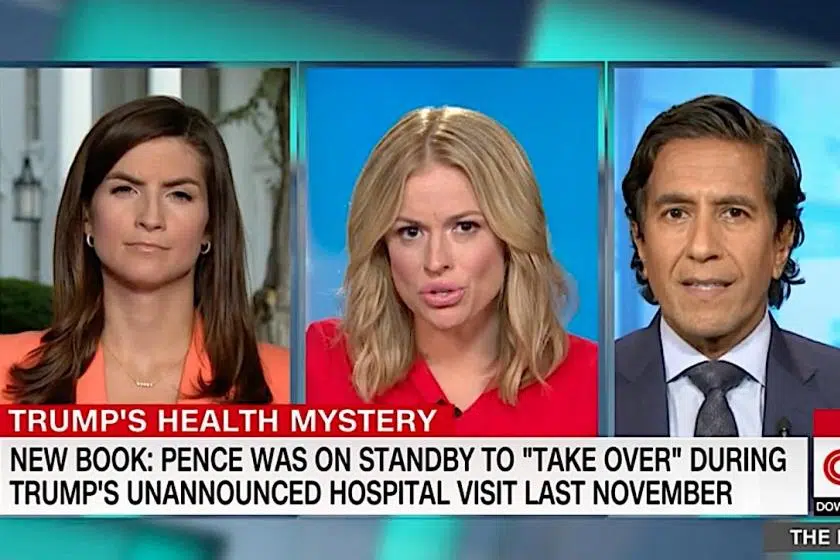 TRUMP'S HEALTH MYSTERY
NEW BOOK: PENCE WAS ON STANDBY TO "TAKE OVER" DURING
TRUMP'S UNANNOUNCED HOSPITAL VISIT LAST NOVEMBER
DOW
THE